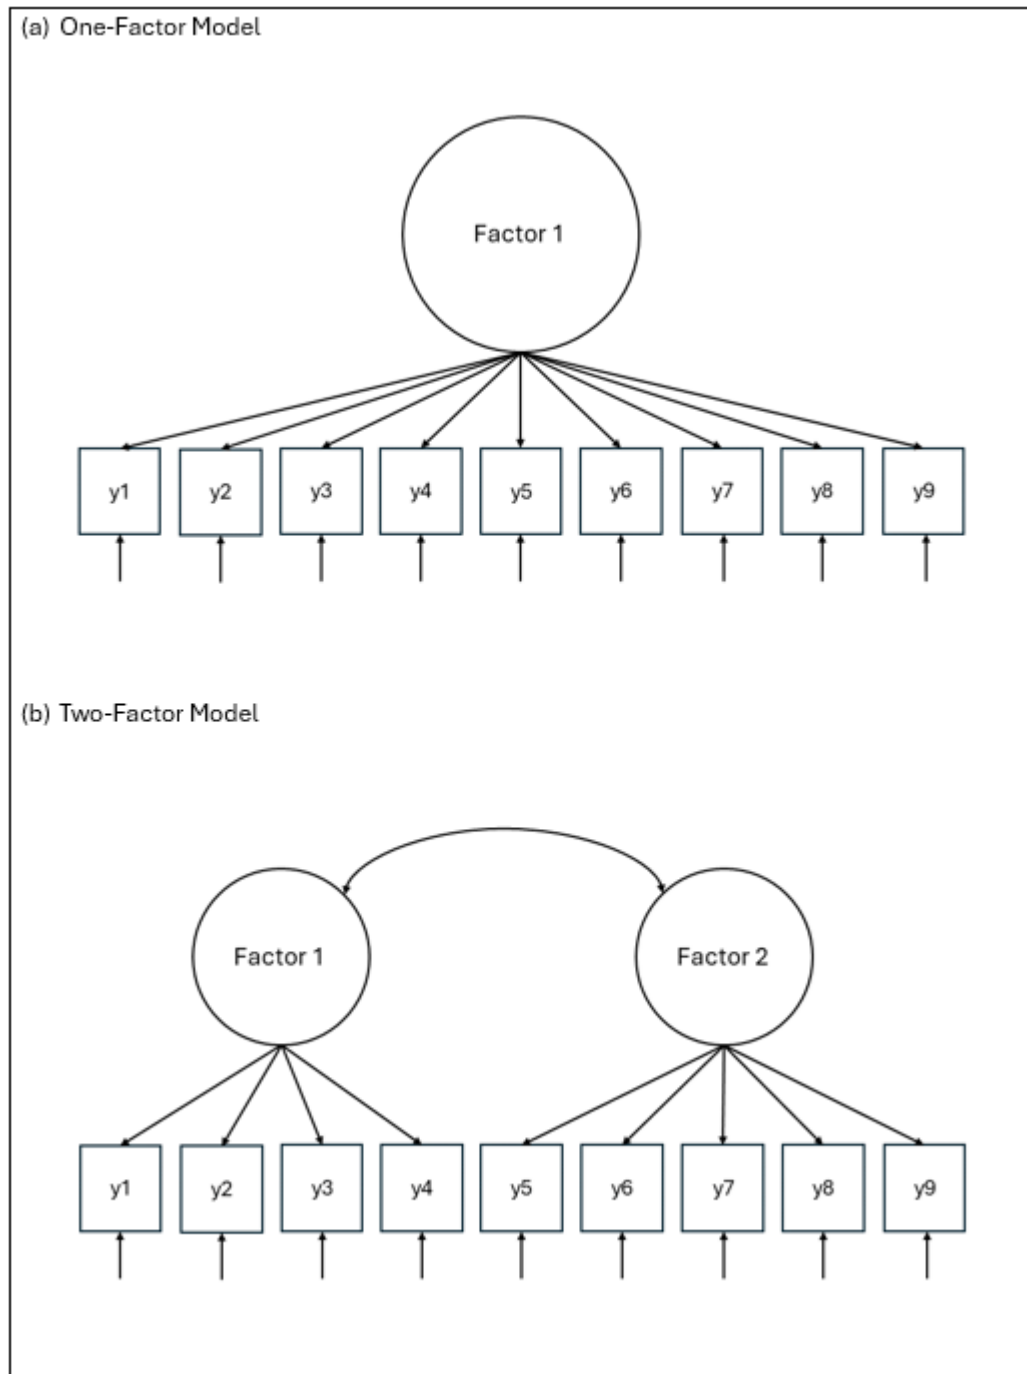 (a) One-Factor Model
Factor 1
y1 y2 y3 y4 y5 y6 y7 y8 y9
(b) Two-Factor Model
Factor 1 Factor 2
y1 y2 y3 y4 y5 y6 y7 y8 y9